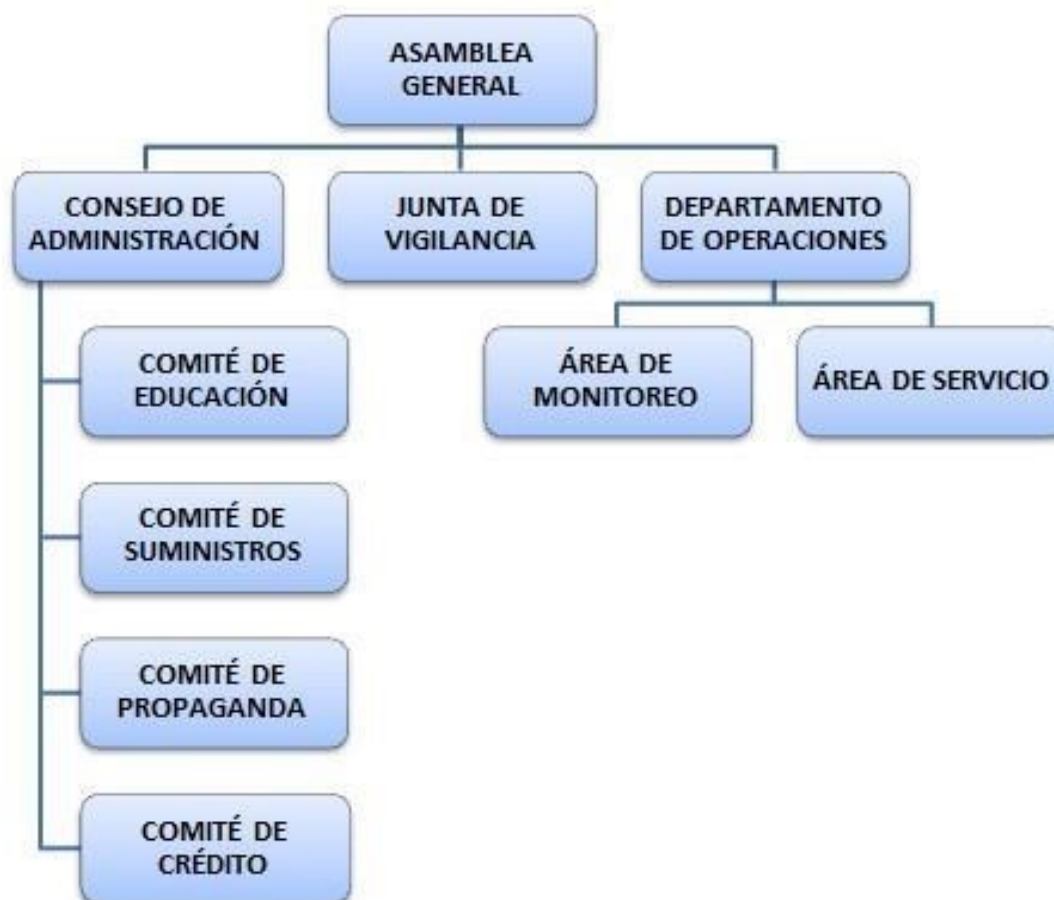 ASAMBLEA
GENERAL
CONSEJO DE
ADMINISTRACIÓN
JUNTA DE
VIGILANCIA
DEPARTAMENTO
DE OPERACIONES
COMITÉ DE
EDUCACIÓN
ÁREA DE
MONITOREO
ÁREA DE SERVICIO
COMITÉ DE
SUMINISTROS
COMITÉ DE
PROPAGANDA
COMITÉ DE
CRÉDITO